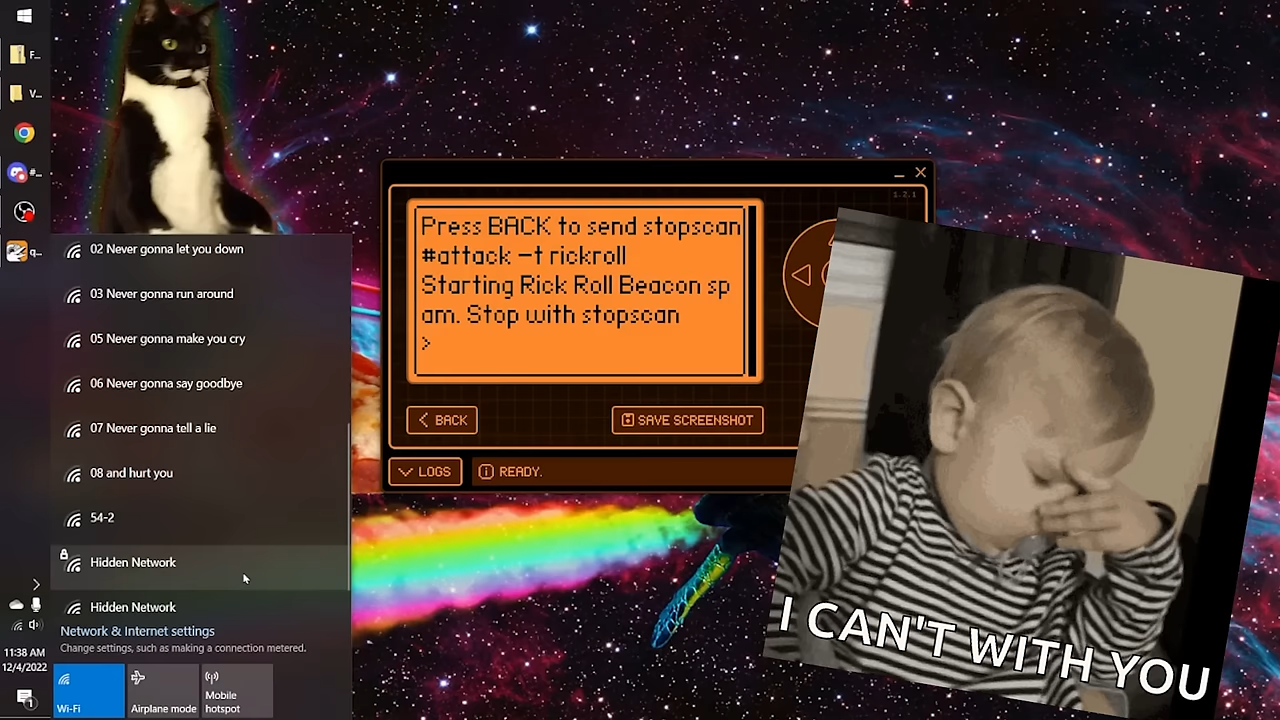 F...
V...
#...
q...
02 Never gonna let you down
03 Never gonna run around
05 Never gonna make you cry
06 Never gonna say goodbye
07 Never gonna tell a lie
08 and hurt you
54-2
Hidden Network
Hidden Network
Network & Internet settings
Change settings, such as making a connection metered.
Wi-Fi
Airplane mode
Mobile
hotspot
11:38 AM
12/4/2022
1
1.2.1
Press BACK to send stopscan
#attack -t rickroll
Starting Rick Roll Beacon sp
am. Stop with stopscan
>
BACK
SAVE SCREENSHOT
LOGS
READY.
I CAN'T WITH YOU